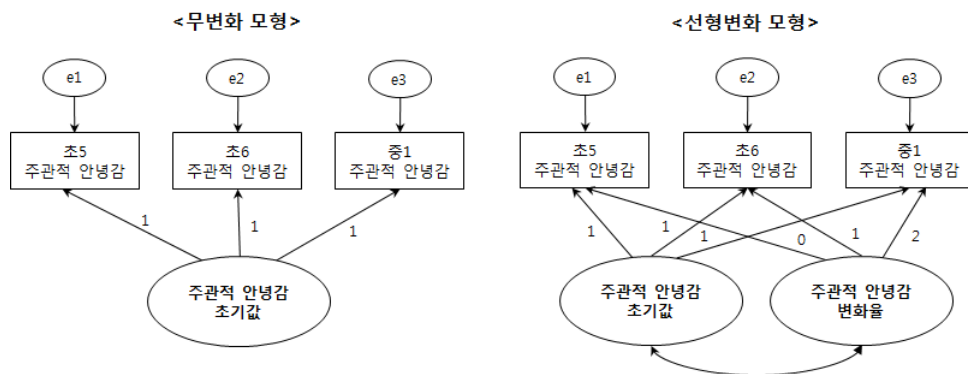 <무변화 모형>
e1
e2
e3
초5
주관적 안녕감
초6
주관적 안녕감
중1
주관적 안녕감
1
1
1
주관적 안녕감
초기값
<선형변화 모형>
e1
e2
e3
초5
주관적 안녕감
초6
주관적 안녕감
중1
주관적 안녕감
1
1
1
0
1
2
주관적 안녕감
초기값
주관적 안녕감
변화율